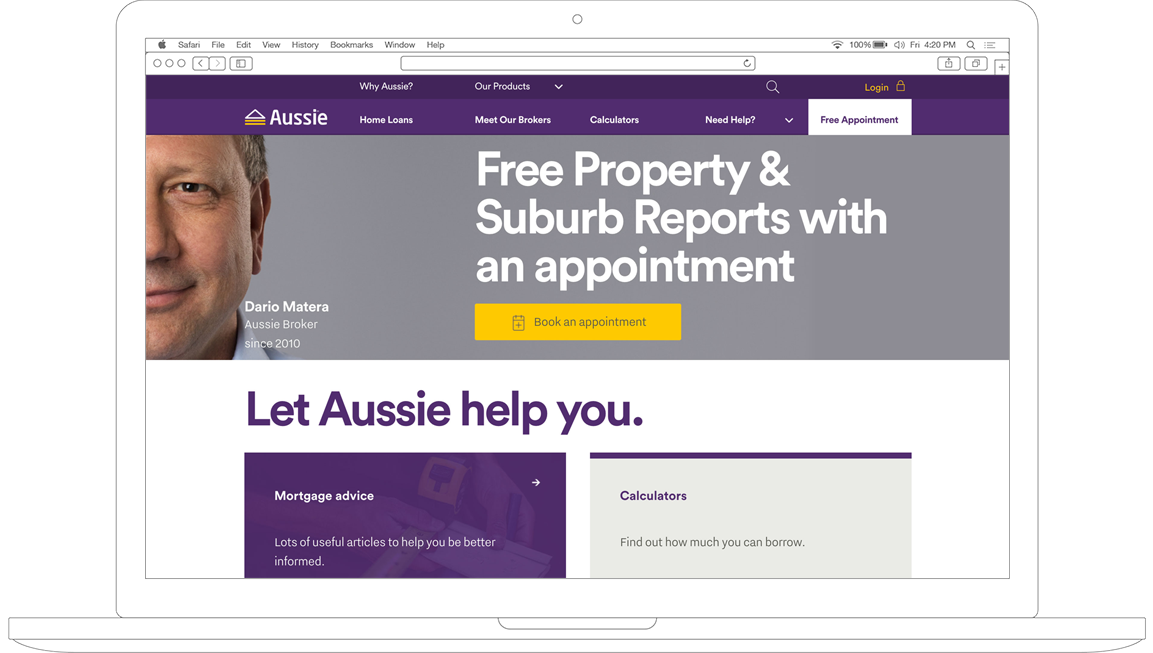 Safari File Edit View History Bookmarks Window Help 100% Fri 4:20 PM
Why Aussie? Our Products Login
Aussie Home Loans Meet Our Brokers Calculators Need Help? Free Appointment
Free Property &
Suburb Reports with
an appointment
Dario Matera
Aussie Broker
since 2010
Book an appointment
Let Aussie help you.
Mortgage advice
Lots of useful articles to help you be better
informed.
Calculators
Find out how much you can borrow.